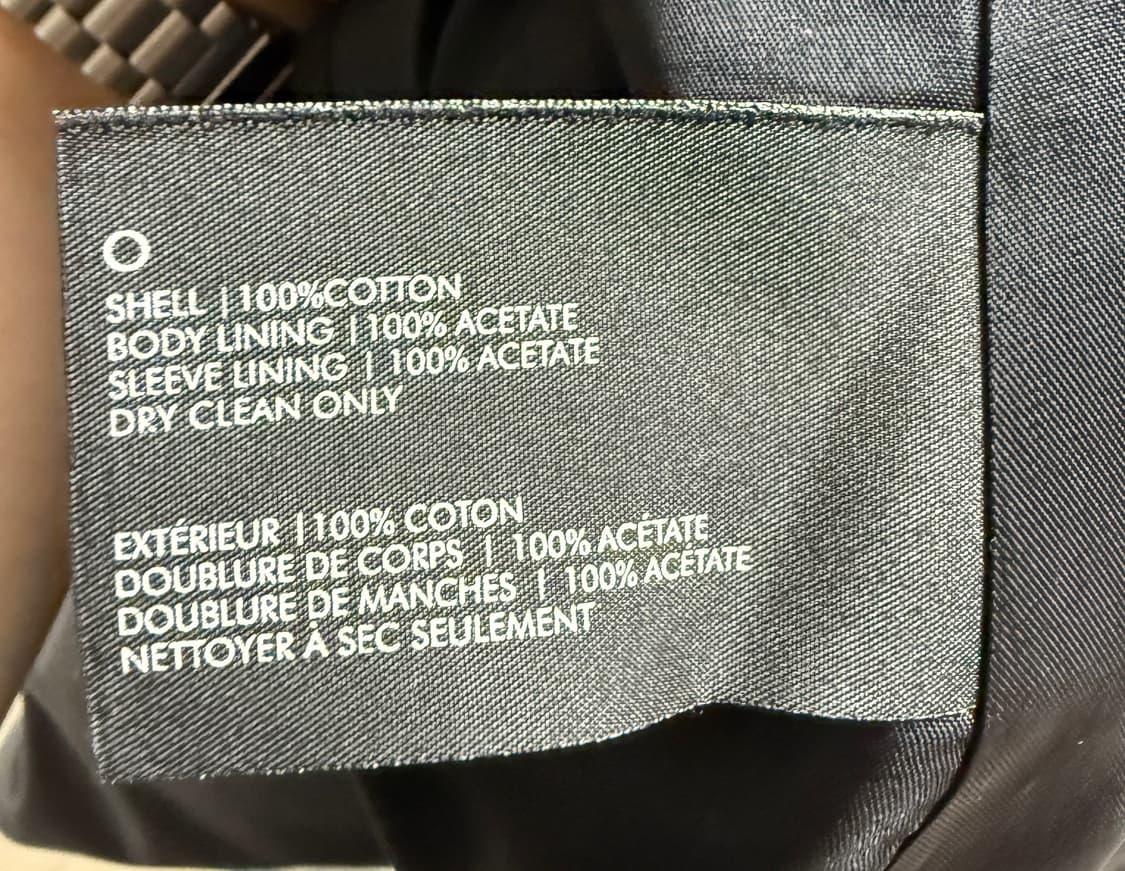 O
SHELL | 100%COTTON
BODY LINING | 100% ACETATE
SLEEVE LINING | 100% ACETATE
DRY CLEAN ONLY
EXTÉRIEUR | 100% COTON
DOUBLURE DE CORPS | 100% ACÉTATE
DOUBLURE DE MANCHES | 100% ACÉTATE
NETTOYER À SEC SEULEMENT